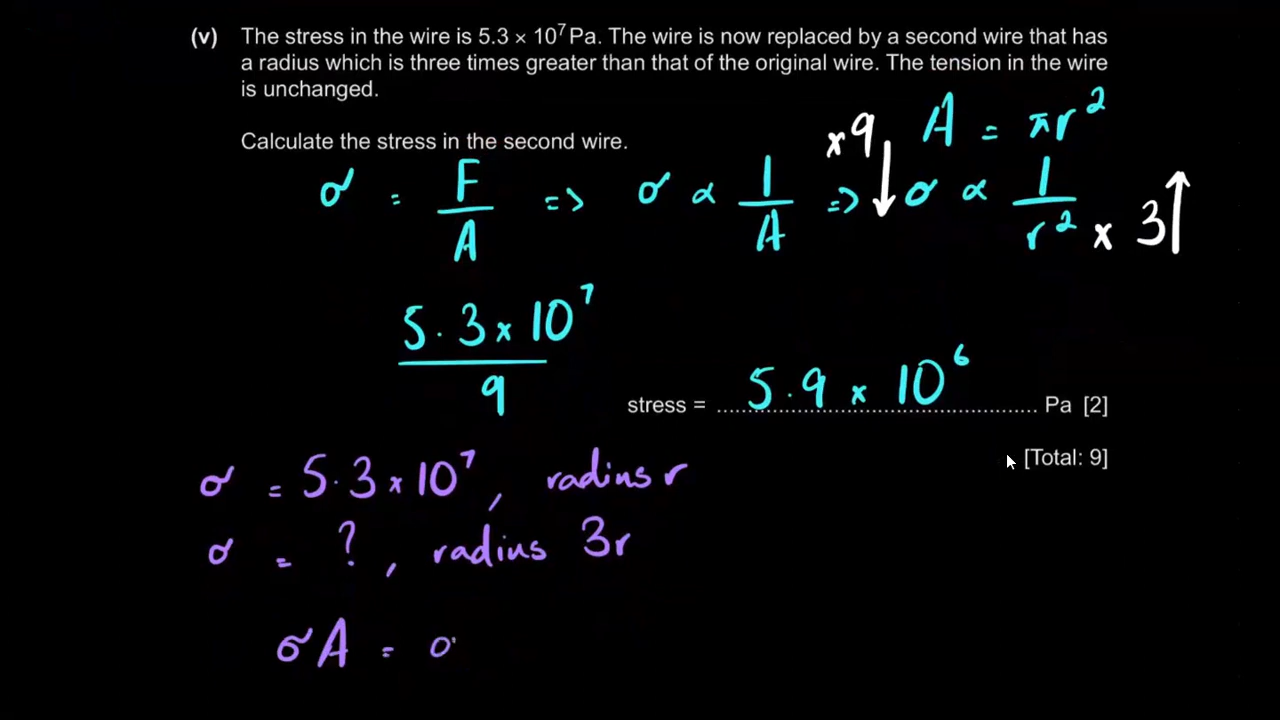 (v) The stress in the wire is 5.3 × 10⁷ Pa. The wire is now replaced by a second wire that has
a radius which is three times greater than that of the original wire. The tension in the wire
is unchanged.
Calculate the stress in the second wire.
×9 ↓ A = πr²
σ = F/A => σ ∝ 1/A => σ ∝ 1/r² × 3 ↑
5.3 × 10⁷ / 9
stress = 5.9 × 10⁶ Pa [2]
[Total: 9]
σ = 5.3 × 10⁷, radius r
σ = ?, radius 3r
σA = σ